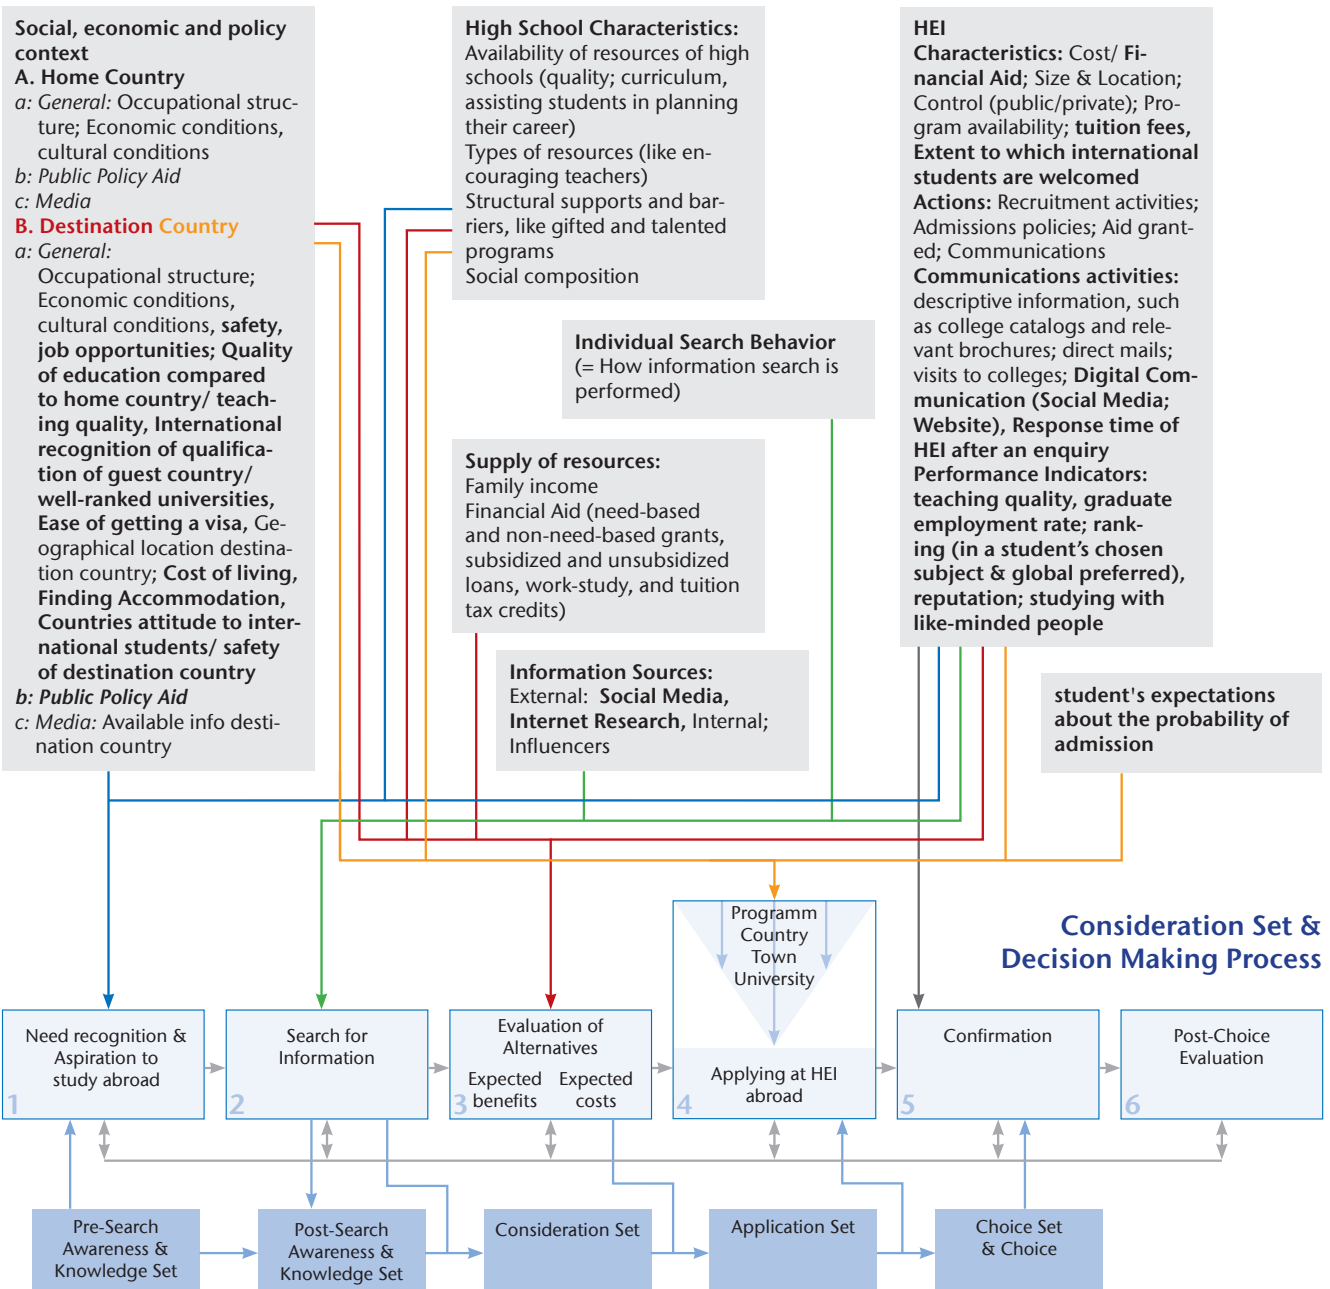 Social, economic and policy
context
A. Home Country
a: General: Occupational struc-
ture; Economic conditions,
cultural conditions
b: Public Policy Aid
c: Media
B. Destination Country
a: General:
Occupational structure;
Economic conditions,
cultural conditions, safety,
job opportunities; Quality
of education compared
to home country/ teach-
ing quality, International
recognition of qualifica-
tion of guest country/
well-ranked universities,
Ease of getting a visa, Ge-
ographical location destina-
tion country; Cost of living,
Finding Accommodation,
Countries attitude to inter-
national students/ safety
of destination country
b: Public Policy Aid
c: Media: Available info desti-
nation country
High School Characteristics:
Availability of resources of high
schools (quality; curriculum,
assisting students in planning
their career)
Types of resources (like en-
couraging teachers)
Structural supports and bar-
riers, like gifted and talented
programs
Social composition
Individual Search Behavior
(= How information search is
performed)
Supply of resources:
Family income
Financial Aid (need-based
and non-need-based grants,
subsidized and unsubsidized
loans, work-study, and tuition
tax credits)
Information Sources:
External: Social Media,
Internet Research, Internal;
Influencers
HEI
Characteristics: Cost/ Fi-
nancial Aid; Size & Location;
Control (public/private); Pro-
gram availability; tuition fees,
Extent to which international
students are welcomed
Actions: Recruitment activities;
Admissions policies; Aid grant-
ed; Communications
Communications activities:
descriptive information, such
as college catalogs and rele-
vant brochures; direct mails;
visits to colleges; Digital Com-
munication (Social Media;
Website), Response time of
HEI after an enquiry
Performance Indicators:
teaching quality, graduate
employment rate; rank-
ing (in a student's chosen
subject & global preferred),
reputation; studying with
like-minded people
student's expectations
about the probability of
admission
Consideration Set &
Decision Making Process
Need recognition &
Aspiration to
study abroad
1
Search for
Information
2
Evaluation of
Alternatives
Expected
benefits
Expected
costs
3
Programm
Country
Town
University
Applying at HEI
abroad
4
Confirmation
5
Post-Choice
Evaluation
6
Pre-Search
Awareness &
Knowledge Set
Post-Search
Awareness &
Knowledge Set
Consideration Set
Application Set
Choice Set
& Choice